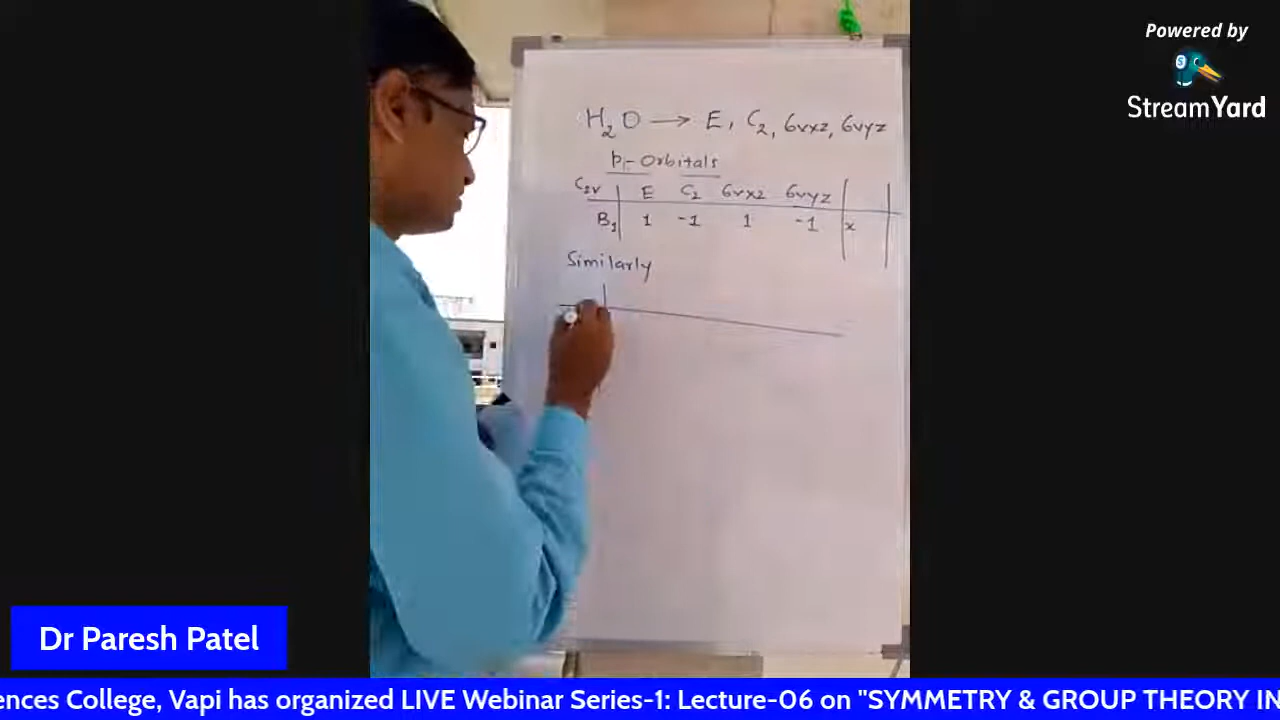 Powered by
StreamYard
H₂O → E, C₂, σvxz, σvyz
p-Orbitals
C₂v E C₂ σvxz σvyz
B₁ 1 -1 1 -1 x
Similarly
Dr Paresh Patel
ences College, Vapi has organized LIVE Webinar Series-1: Lecture-06 on "SYMMETRY & GROUP THEORY IN